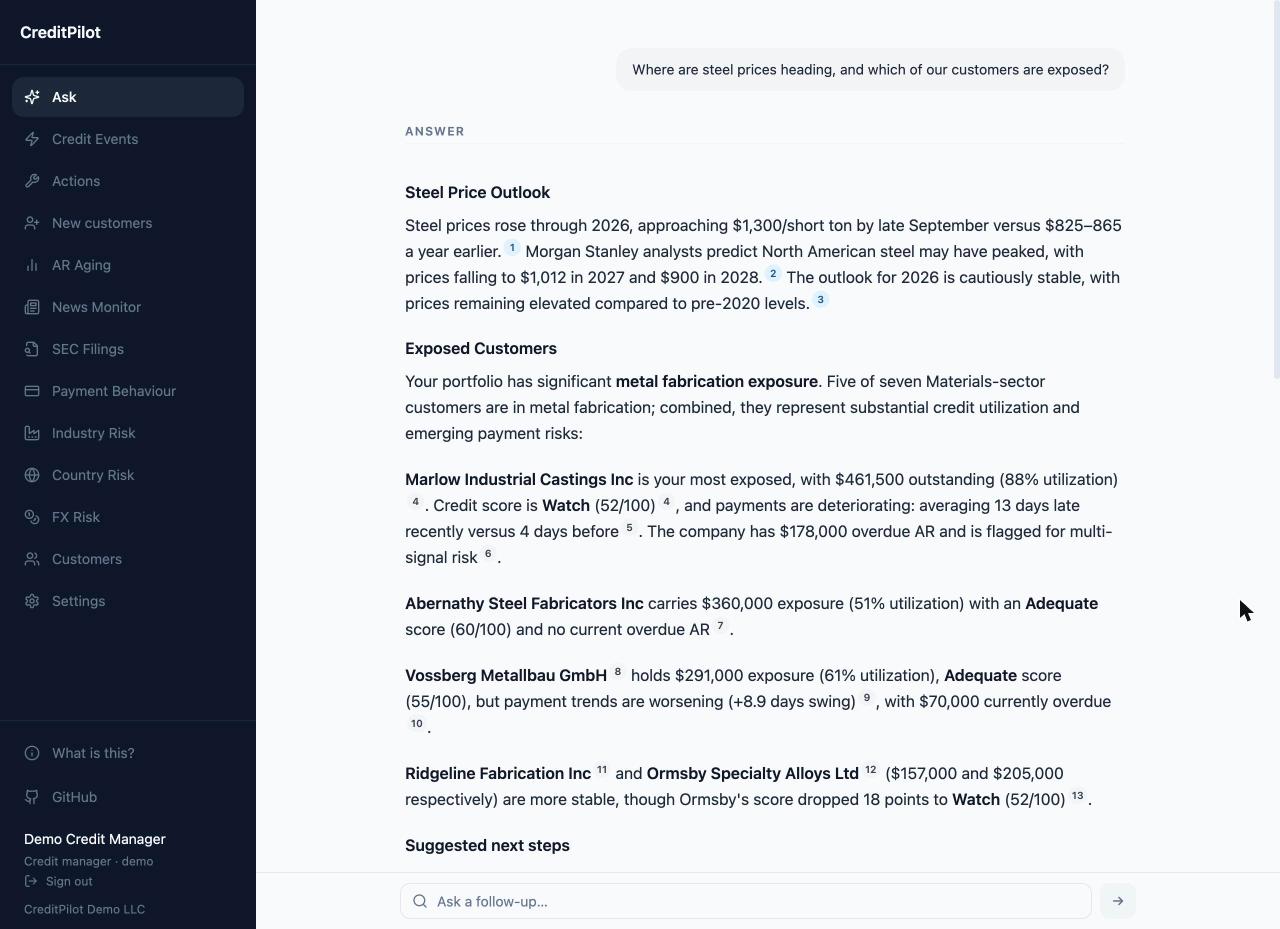 CreditPilot
Ask
Credit Events
Actions
New customers
AR Aging
News Monitor
SEC Filings
Payment Behaviour
Industry Risk
Country Risk
FX Risk
Customers
Settings
What is this?
GitHub
Demo Credit Manager
Credit manager · demo
Sign out
CreditPilot Demo LLC
Where are steel prices heading, and which of our customers are exposed?
ANSWER
Steel Price Outlook
Steel prices rose through 2026, approaching $1,300/short ton by late September versus $825–865
a year earlier. 1 Morgan Stanley analysts predict North American steel may have peaked, with
prices falling to $1,012 in 2027 and $900 in 2028. 2 The outlook for 2026 is cautiously stable, with
prices remaining elevated compared to pre-2020 levels. 3
Exposed Customers
Your portfolio has significant metal fabrication exposure. Five of seven Materials-sector
customers are in metal fabrication; combined, they represent substantial credit utilization and
emerging payment risks:
Marlow Industrial Castings Inc is your most exposed, with $461,500 outstanding (88% utilization)
4 . Credit score is Watch (52/100) 4 , and payments are deteriorating: averaging 13 days late
recently versus 4 days before 5 . The company has $178,000 overdue AR and is flagged for multi-
signal risk 6 .
Abernathy Steel Fabricators Inc carries $360,000 exposure (51% utilization) with an Adequate
score (60/100) and no current overdue AR 7 .
Vossberg Metallbau GmbH 8 holds $291,000 exposure (61% utilization), Adequate score
(55/100), but payment trends are worsening (+8.9 days swing) 9 , with $70,000 currently overdue
10 .
Ridgeline Fabrication Inc 11 and Ormsby Specialty Alloys Ltd 12 ($157,000 and $205,000
respectively) are more stable, though Ormsby's score dropped 18 points to Watch (52/100) 13 .
Suggested next steps
Ask a follow-up...